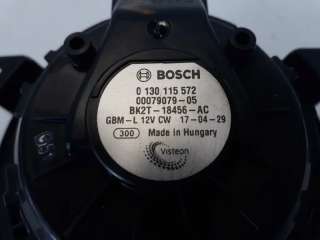 BOSCH
0 130 115 572
00079079-05
BK2T-18456-AC
GBM-L 12V CW 17-04-29
300 Made in Hungary
Visteon